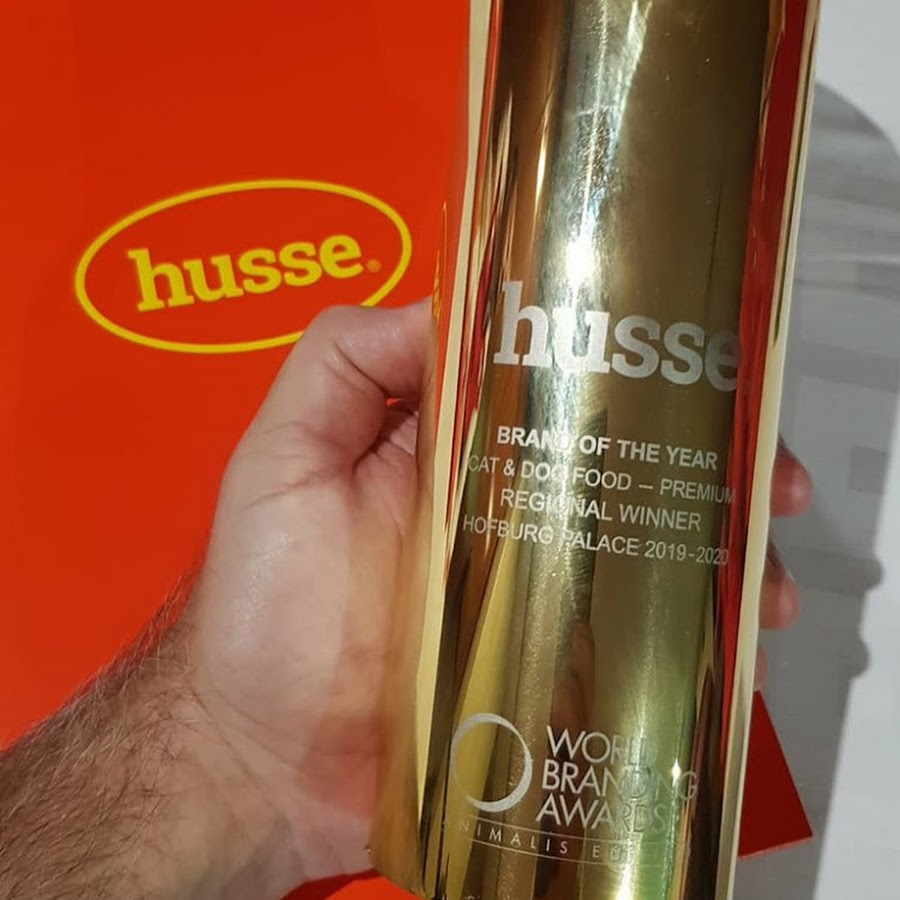 husse®
husse
BRAND OF THE YEAR
CAT & DOG FOOD – PREMIUM
REGIONAL WINNER
HOFBURG PALACE 2019-2020
WORLD
BRANDING
AWARDS
ANIMALIS